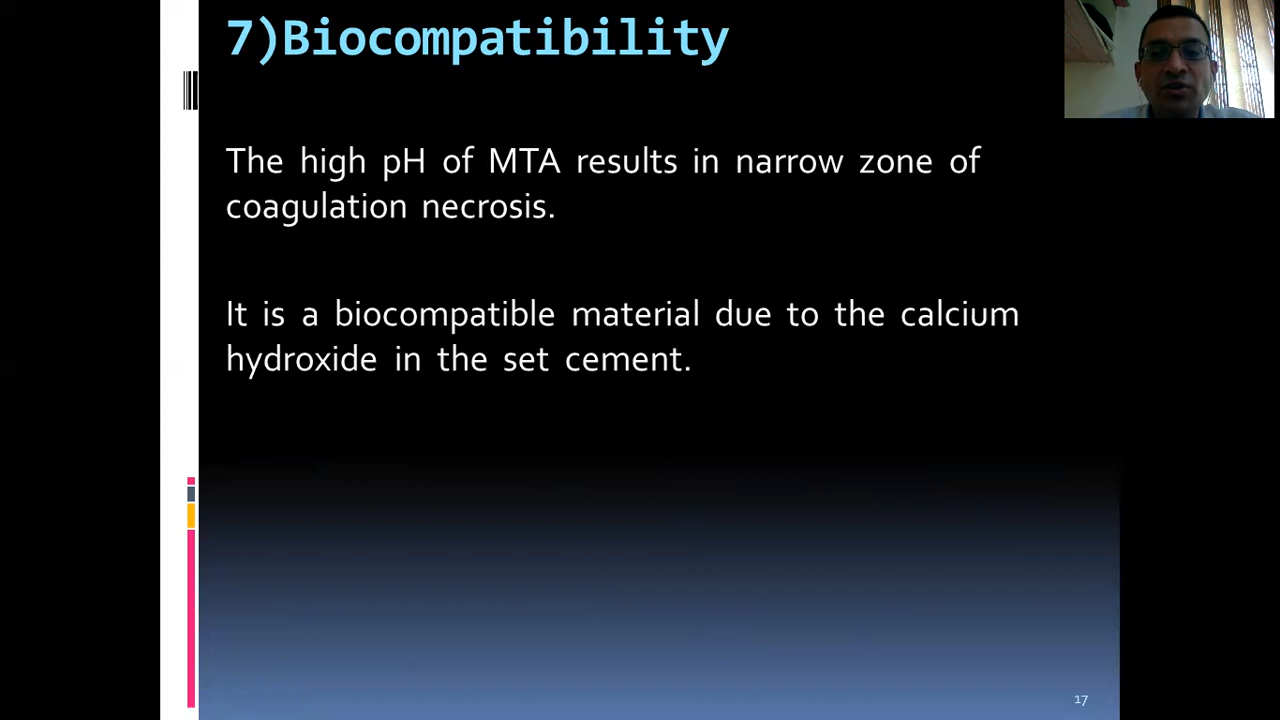 7)Biocompatibility
The high pH of MTA results in narrow zone of
coagulation necrosis.
It is a biocompatible material due to the calcium
hydroxide in the set cement.
17